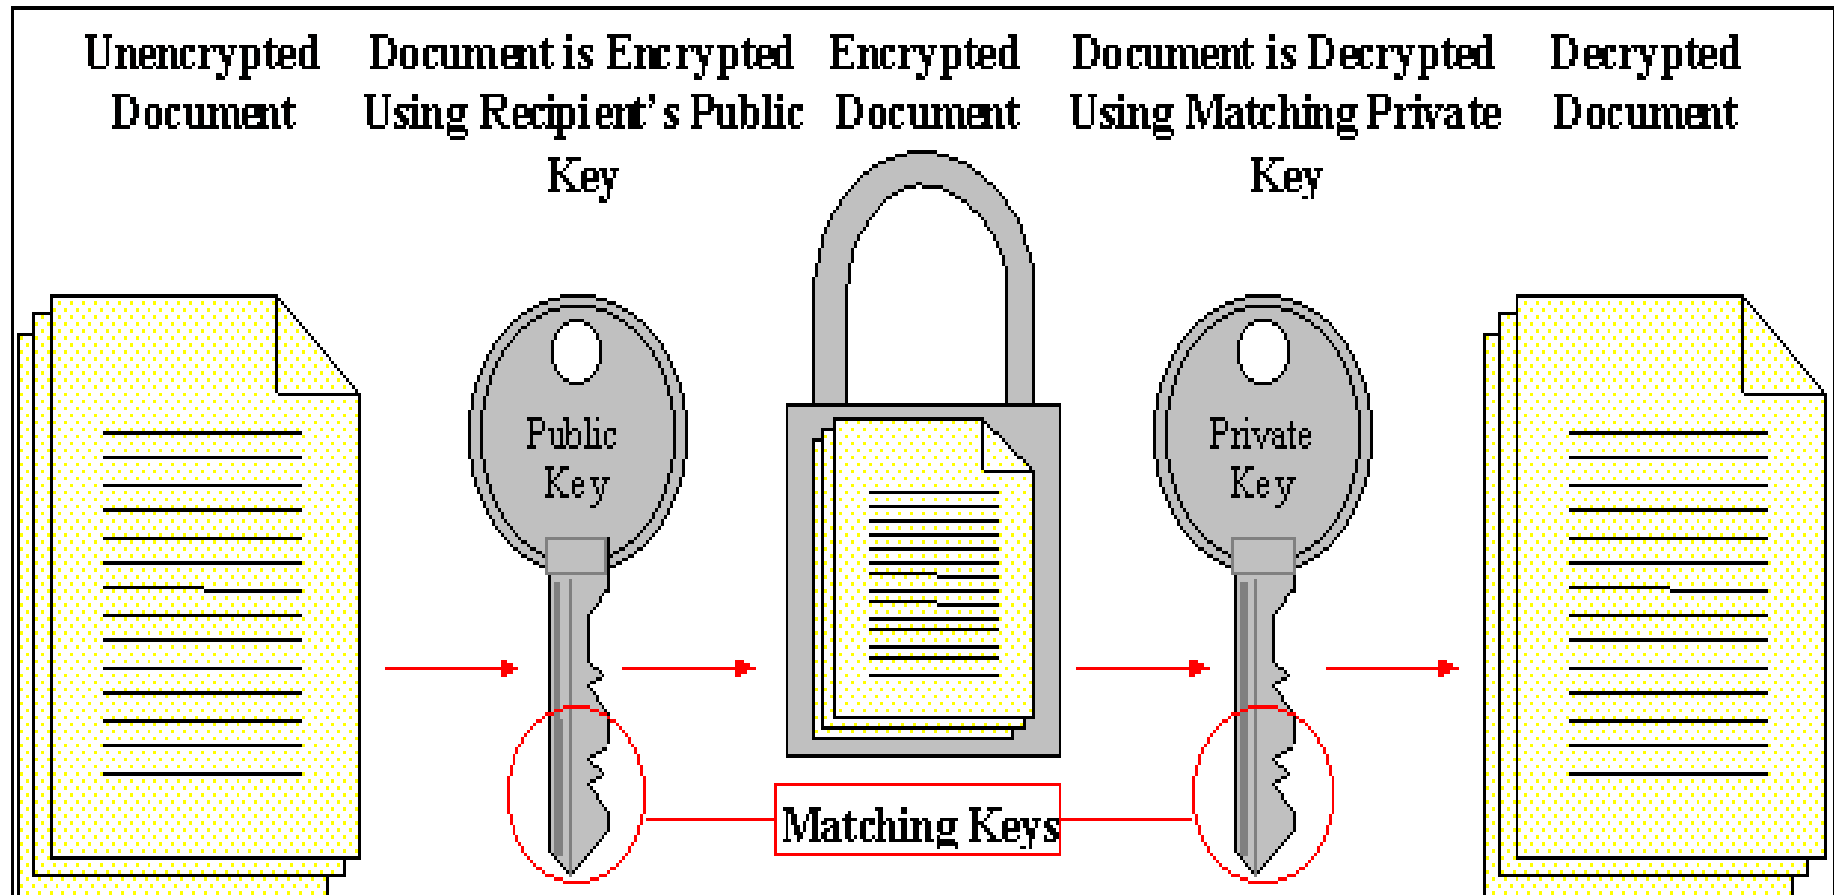 Unencrypted
Document
Document is Encrypted
Using Recipient's Public
Key
Encrypted
Document
Document is Decrypted
Using Matching Private
Key
Decrypted
Document
Public
Key
Private
Key
Matching Keys